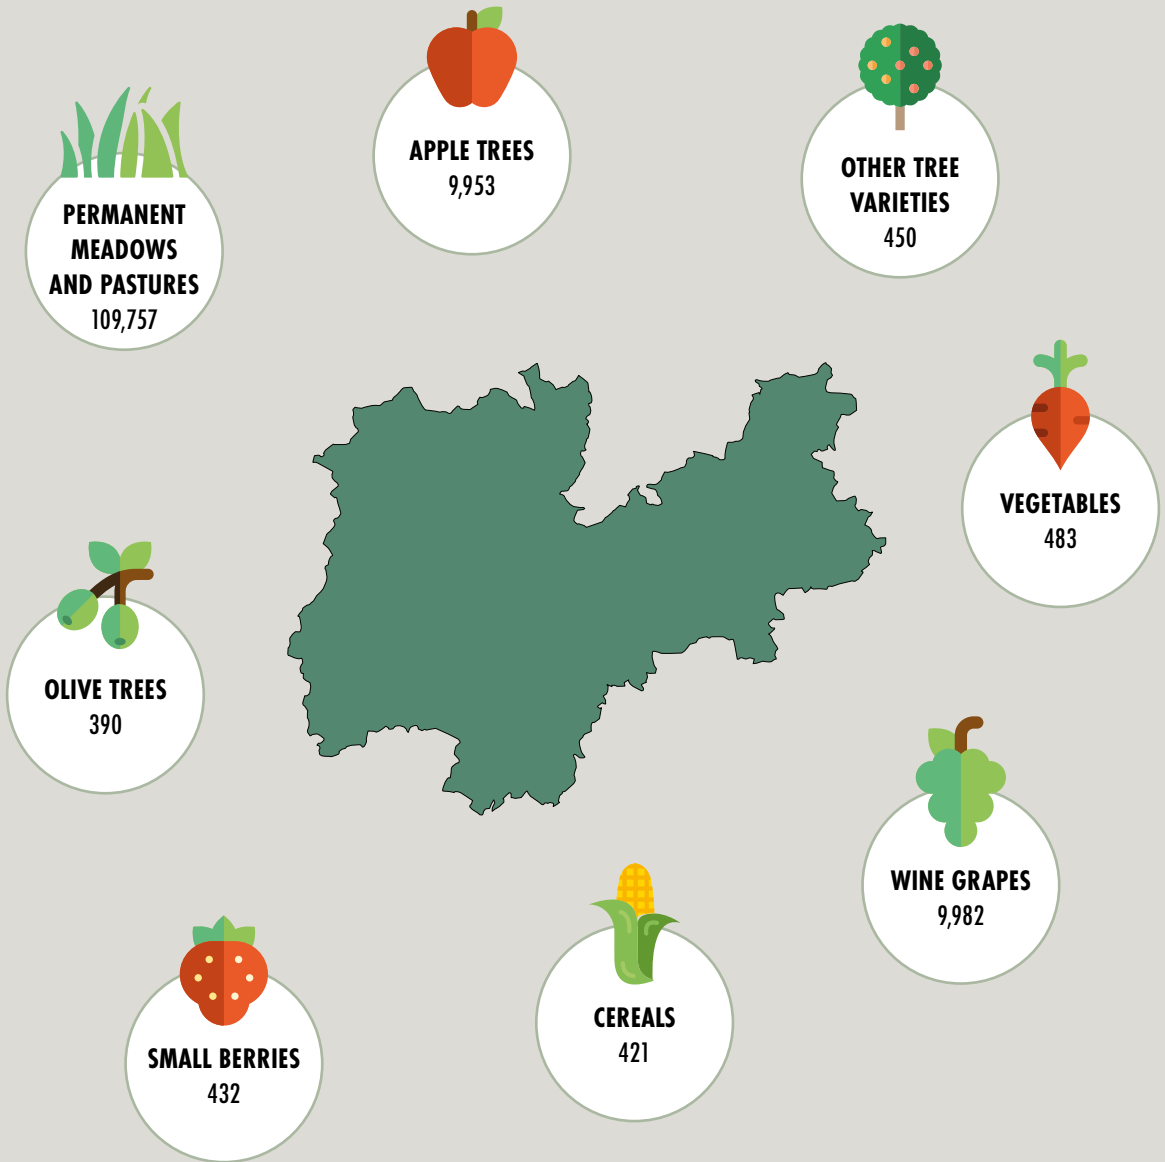 APPLE TREES
9,953
OTHER TREE
VARIETIES
450
PERMANENT
MEADOWS
AND PASTURES
109,757
VEGETABLES
483
OLIVE TREES
390
WINE GRAPES
9,982
CEREALS
421
SMALL BERRIES
432